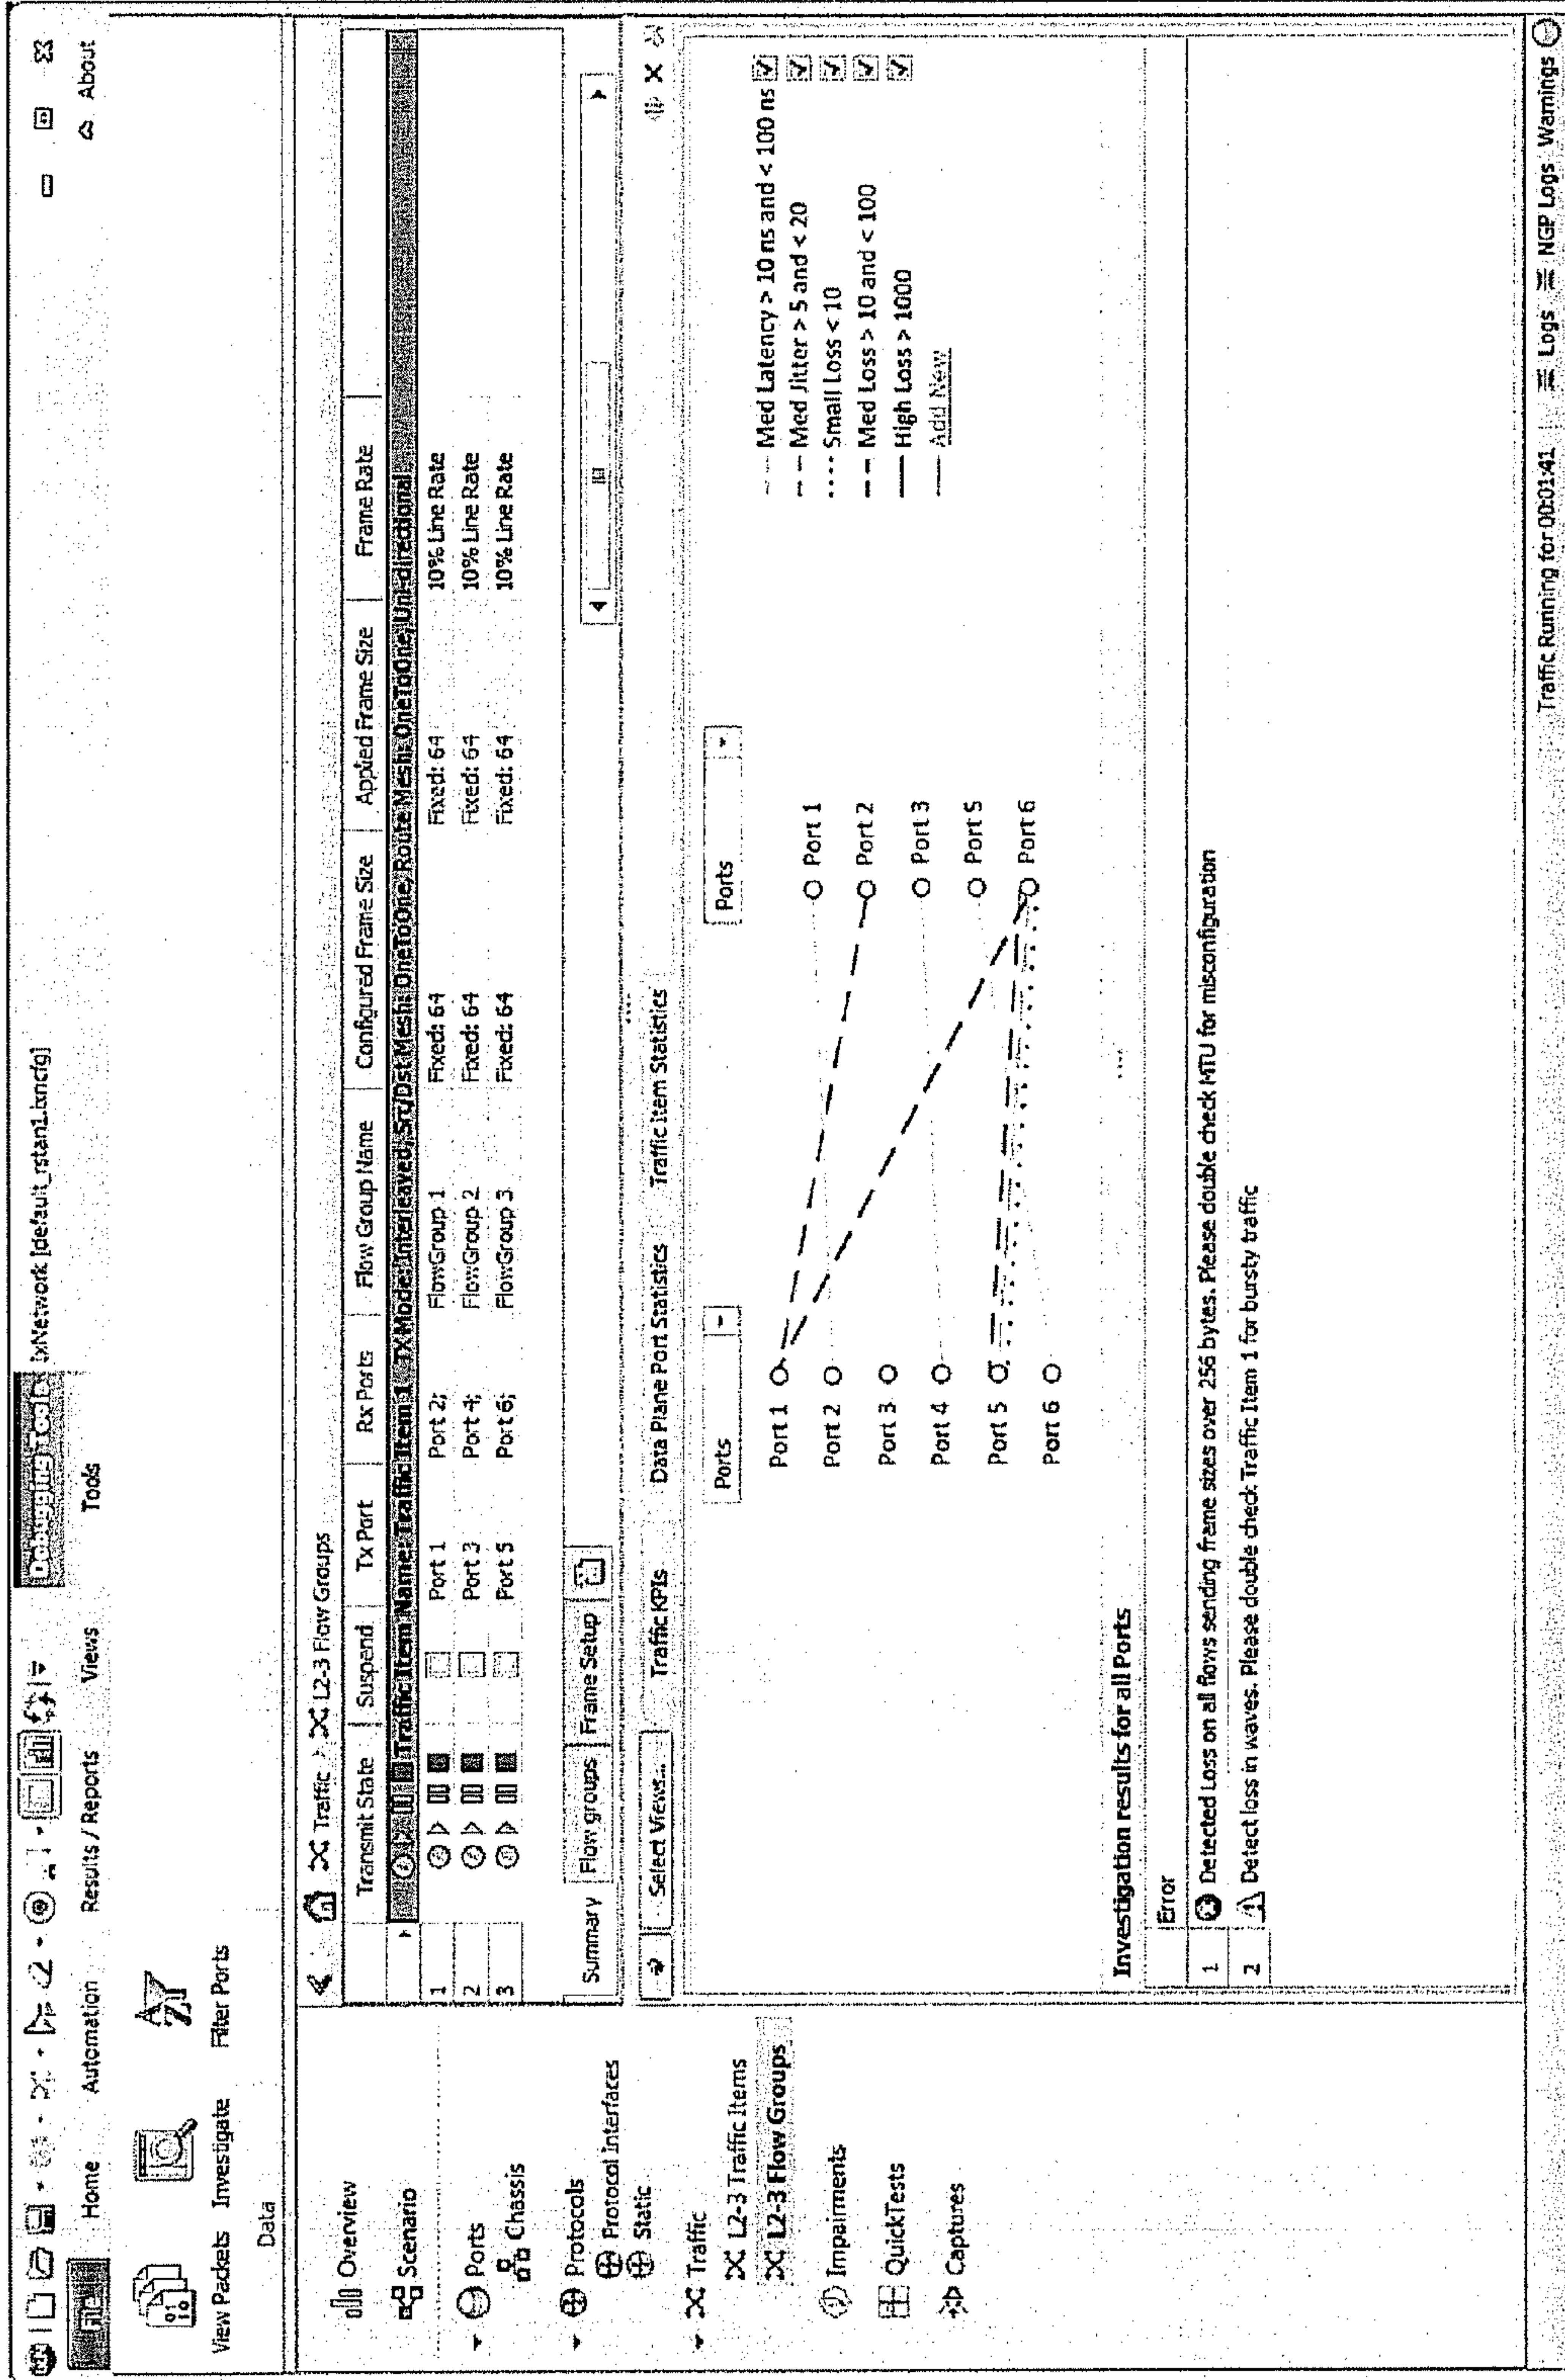 DebuggingTools IxNetwork [default_rstan1.ixncfg]
File Home Automation Results / Reports Views Tools About
View Packets Investigate Filter Ports
Data
Overview
Scenario
Ports
Chassis
Protocols
Protocol Interfaces
Static
Traffic
L2-3 Traffic Items
L2-3 Flow Groups
Impairments
QuickTests
Captures
Traffic > L2-3 Flow Groups
Transmit State Suspend Tx Port Rx Ports Flow Group Name Configured Frame Size Applied Frame Size Frame Rate
Traffic Item Name: Traffic Item 1, TX Mode: Interleaved, Src/Dst Mesh: OneToOne, Route Mesh: OneToOne, Uni-directional
1 Port 1 Port 2; FlowGroup 1 Fixed: 64 Fixed: 64 10% Line Rate
2 Port 3 Port 4; FlowGroup 2 Fixed: 64 Fixed: 64 10% Line Rate
3 Port 5 Port 6; FlowGroup 3 Fixed: 64 Fixed: 64 10% Line Rate
Summary Flow groups Frame Setup
Select Views... Traffic KPIs Data Plane Port Statistics Traffic Item Statistics
Ports Ports
Port 1
Port 2
Port 3
Port 4
Port 5
Port 6
Port 1
Port 2
Port 3
Port 5
Port 6
Med Latency > 10 ns and < 100 ns
Med Jitter > 5 and < 20
Small Loss < 10
Med Loss > 10 and < 100
High Loss > 1000
Add New
Investigation results for all Ports
Error
1 Detected Loss on all flows sending frame sizes over 256 bytes. Please double check MTU for misconfiguration
2 Detect loss in waves. Please double check Traffic Item 1 for bursty traffic
Traffic Running for 00:01:41 Logs NGP Logs Warnings